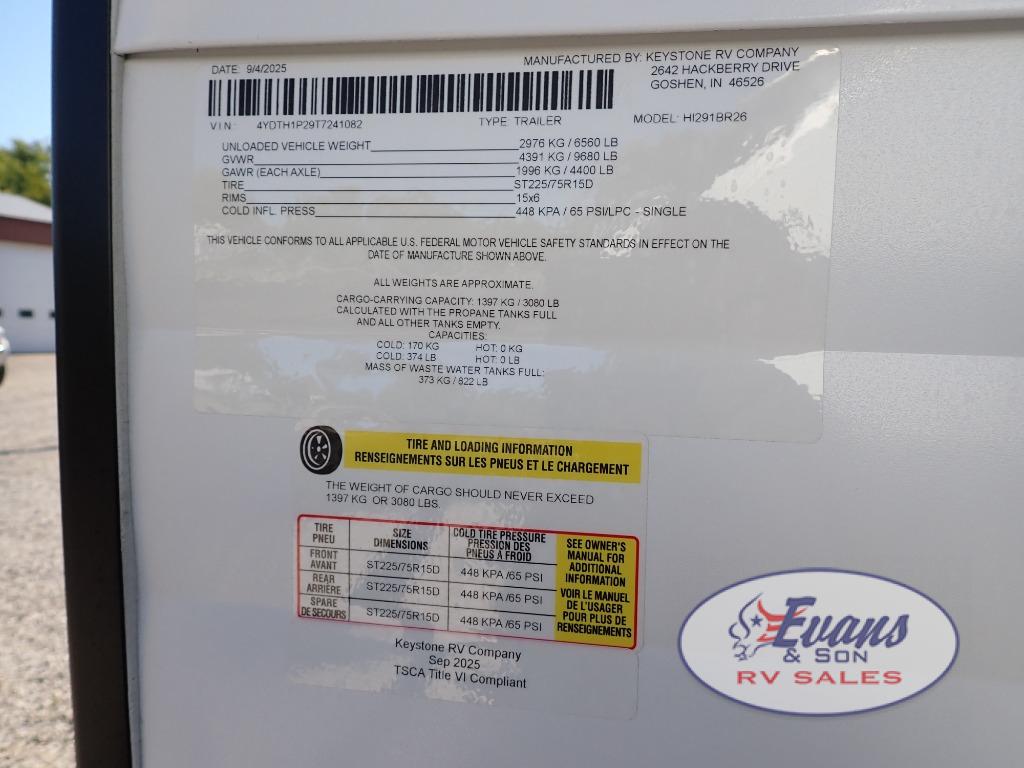 DATE: 9/4/2025
MANUFACTURED BY: KEYSTONE RV COMPANY
2642 HACKBERRY DRIVE
GOSHEN, IN 46526
VIN: 4YDTH1P29T7241082 TYPE: TRAILER MODEL: HI291BR26
UNLOADED VEHICLE WEIGHT 2976 KG / 6560 LB
GVWR 4391 KG / 9680 LB
GAWR (EACH AXLE) 1996 KG / 4400 LB
TIRE ST225/75R15D
RIMS 15x6
COLD INFL. PRESS 448 KPA / 65 PSI/LPC - SINGLE
THIS VEHICLE CONFORMS TO ALL APPLICABLE U.S. FEDERAL MOTOR VEHICLE SAFETY STANDARDS IN EFFECT ON THE
DATE OF MANUFACTURE SHOWN ABOVE.
ALL WEIGHTS ARE APPROXIMATE.
CARGO-CARRYING CAPACITY: 1397 KG / 3080 LB
CALCULATED WITH THE PROPANE TANKS FULL
AND ALL OTHER TANKS EMPTY.
CAPACITIES:
COLD: 170 KG HOT: 0 KG
COLD: 374 LB HOT: 0 LB
MASS OF WASTE WATER TANKS FULL:
373 KG / 822 LB
TIRE AND LOADING INFORMATION
RENSEIGNEMENTS SUR LES PNEUS ET LE CHARGEMENT
THE WEIGHT OF CARGO SHOULD NEVER EXCEED
1397 KG OR 3080 LBS.
TIRE
PNEU
SIZE
DIMENSIONS
COLD TIRE PRESSURE
PRESSION DES
PNEUS A FROID
FRONT
AVANT
ST225/75R15D
448 KPA /65 PSI
REAR
ARRIÈRE
ST225/75R15D
448 KPA /65 PSI
SPARE
DE SECOURS
ST225/75R15D
448 KPA /65 PSI
SEE OWNER'S
MANUAL FOR
ADDITIONAL
INFORMATION
VOIR LE MANUEL
DE L'USAGER
POUR PLUS DE
RENSEIGNEMENTS
Keystone RV Company
Sep 2025
TSCA Title VI Compliant
Evans
& SON
RV SALES